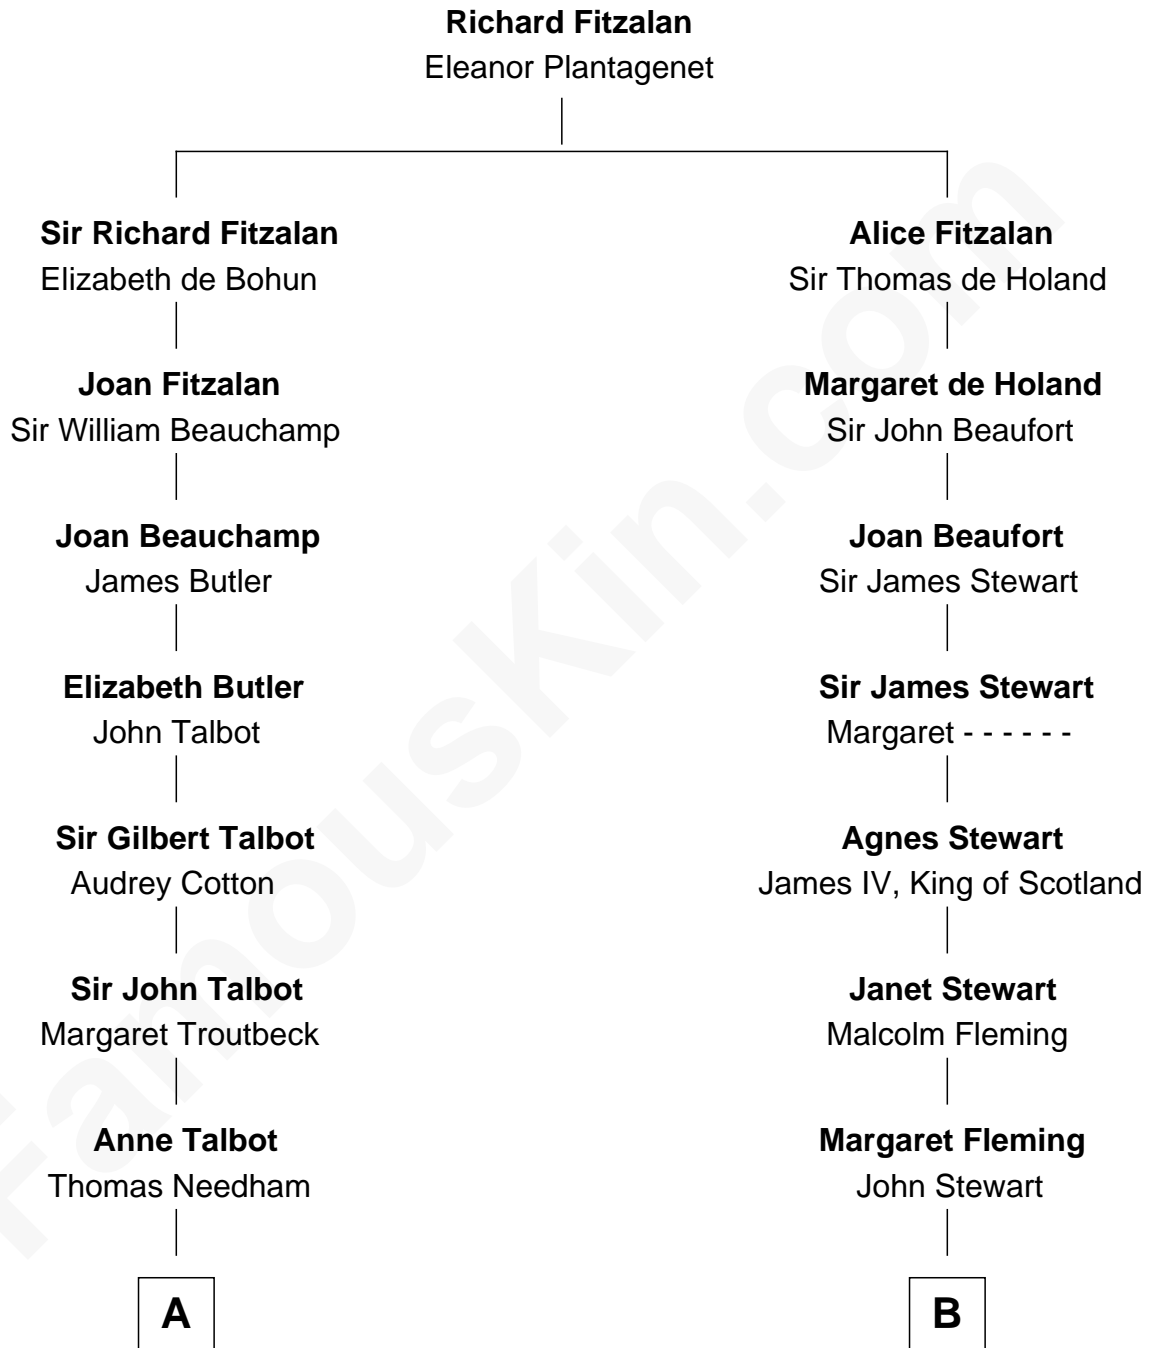 Richard Fitzalan
Eleanor Plantagenet
Sir Richard Fitzalan
Elizabeth de Bohun
Joan Fitzalan
Sir William Beauchamp
Joan Beauchamp
James Butler
Elizabeth Butler
John Talbot
Sir Gilbert Talbot
Audrey Cotton
Sir John Talbot
Margaret Troutbeck
Anne Talbot
Thomas Needham
A
Alice Fitzalan
Sir Thomas de Holand
Margaret de Holand
Sir John Beaufort
Joan Beaufort
Sir James Stewart
Sir James Stewart
Margaret - - - - - -
Agnes Stewart
James IV, King of Scotland
Janet Stewart
Malcolm Fleming
Margaret Fleming
John Stewart
B
FamousKin.com